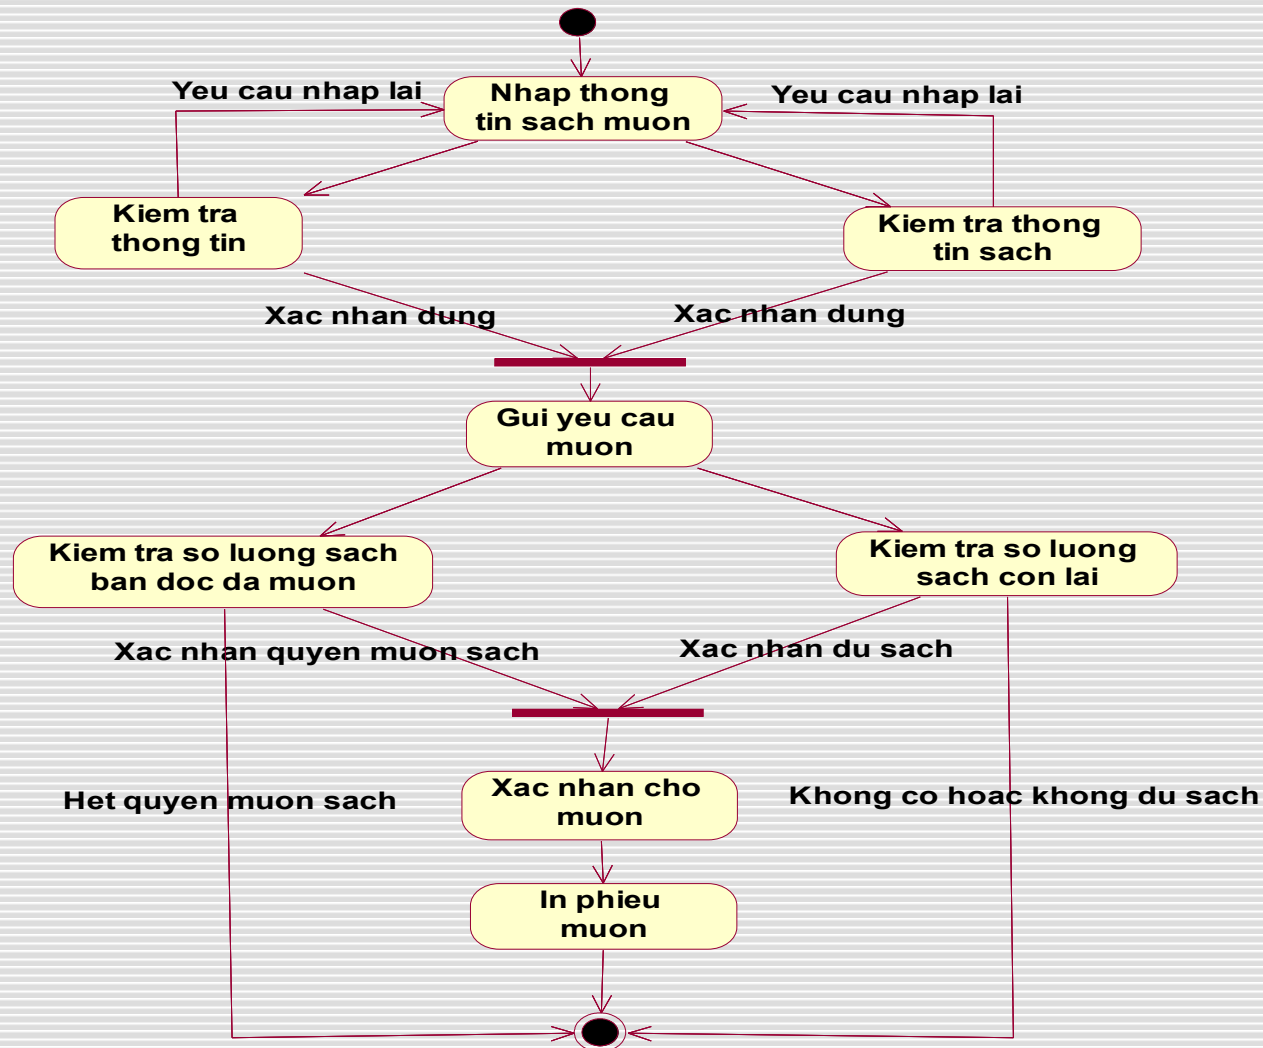 Yeu cau nhap lai
Nhap thong
tin sach muon
Yeu cau nhap lai
Kiem tra
thong tin
Kiem tra thong
tin sach
Xac nhan dung
Xac nhan dung
Gui yeu cau
muon
Kiem tra so luong sach
ban doc da muon
Kiem tra so luong
sach con lai
Xac nhan quyen muon sach
Xac nhan du sach
Xac nhan cho
muon
Het quyen muon sach
Khong co hoac khong du sach
In phieu
muon